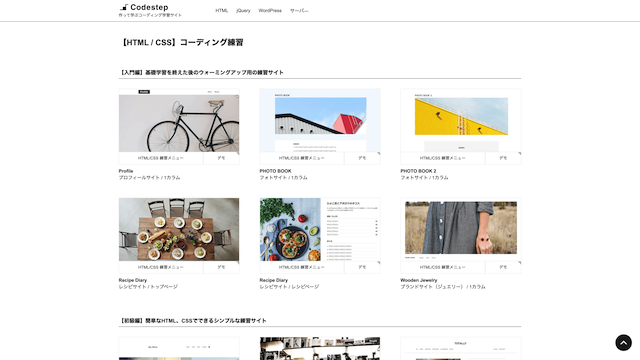 Codestep
作って学ぶコーディング学習サイト
HTML jQuery WordPress サーバー
【HTML / CSS】コーディング練習
【入門編】基礎学習を終えた後のウォーミングアップ用の練習サイト
PHOTO BOOK
PHOTO BOOK 2
HTML/CSS 練習メニュー デモ
HTML/CSS 練習メニュー デモ
HTML/CSS 練習メニュー デモ
Profile
プロフィールサイト / 1カラム
PHOTO BOOK
フォトサイト / 1カラム
PHOTO BOOK 2
フォトサイト / 1カラム
HTML/CSS 練習メニュー デモ
HTML/CSS 練習メニュー デモ
HTML/CSS 練習メニュー デモ
Recipe Diary
レシピサイト / トップページ
Recipe Diary
レシピサイト / レシピページ
Wooden Jewelry
ブランドサイト（ジュエリー） / 1カラム
【初級編】簡単なHTML、CSSでできるシンプルな練習サイト